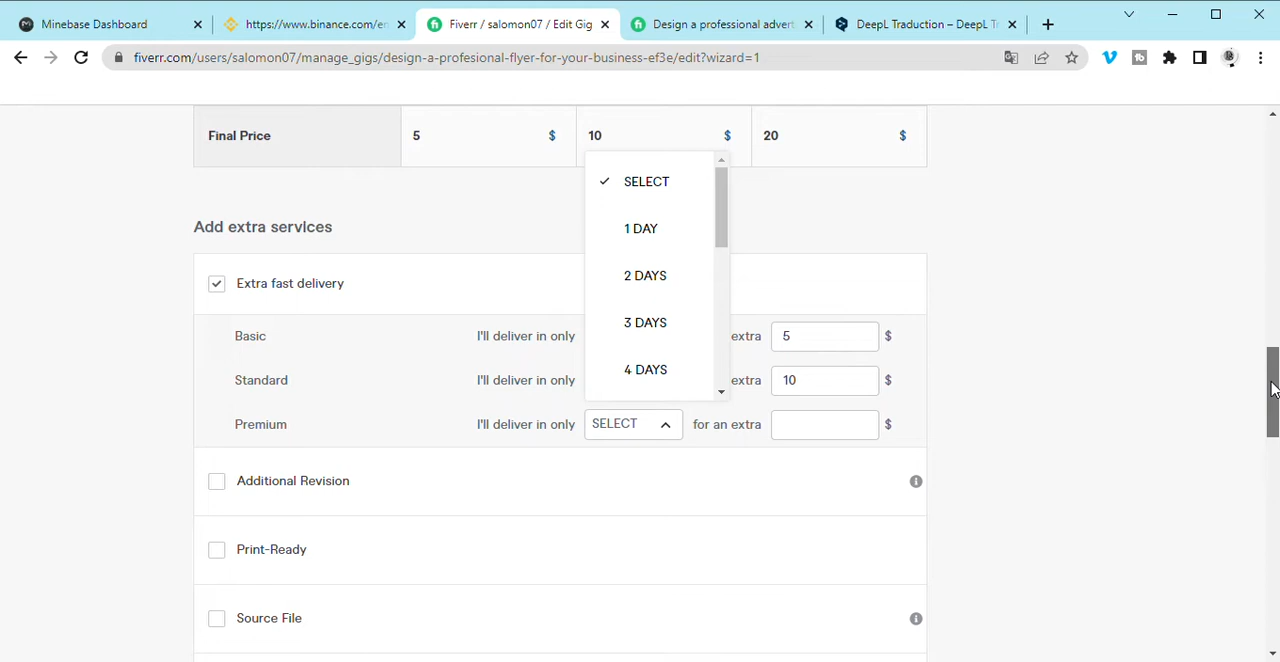 Minebase Dashboard
https://www.binance.com/en
Fiverr / salomon07 / Edit Gig
Design a professional advert
DeepL Traduction – DeepL Tr
fiverr.com/users/salomon07/manage_gigs/design-a-profesional-flyer-for-your-business-ef3e/edit?wizard=1
Final Price 5 $ 10 $ 20 $
SELECT
1 DAY
2 DAYS
3 DAYS
4 DAYS
Add extra services
Extra fast delivery
Basic I'll deliver in only extra 5 $
Standard I'll deliver in only extra 10 $
Premium I'll deliver in only SELECT for an extra $
Additional Revision
Print-Ready
Source File